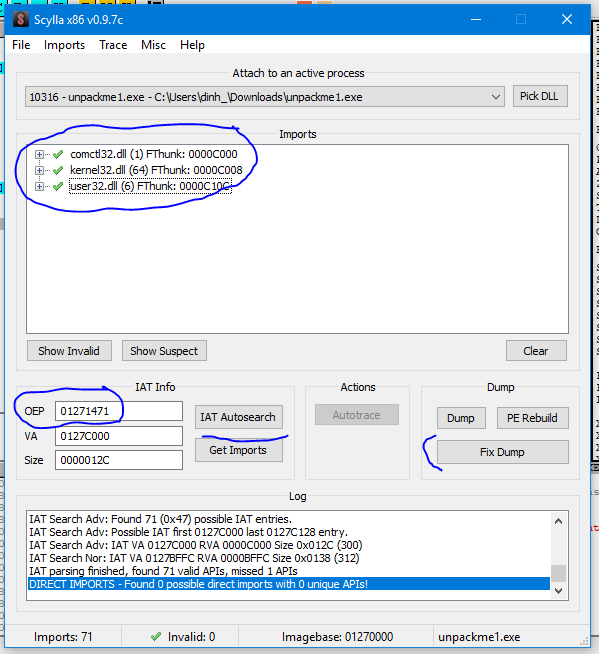 Scylla x86 v0.9.7c
File Imports Trace Misc Help
Attach to an active process
10316 - unpackme1.exe - C:\Users\dinh_\Downloads\unpackme1.exe Pick DLL
Imports
comctl32.dll (1) FThunk: 0000C000
kernel32.dll (64) FThunk: 0000C008
user32.dll (6) FThunk: 0000C10C
Show Invalid Show Suspect Clear
IAT Info Actions Dump
OEP 01271471 IAT Autosearch Autotrace Dump PE Rebuild
VA 0127C000
Size 0000012C Get Imports Fix Dump
Log
IAT Search Adv: Found 71 (0x47) possible IAT entries.
IAT Search Adv: Possible IAT first 0127C000 last 0127C128 entry.
IAT Search Adv: IAT VA 0127C000 RVA 0000C000 Size 0x012C (300)
IAT Search Nor: IAT VA 0127BFFC RVA 0000BFFC Size 0x0138 (312)
IAT parsing finished, found 71 valid APIs, missed 1 APIs
DIRECT IMPORTS - Found 0 possible direct imports with 0 unique APIs!
Imports: 71 Invalid: 0 Imagebase: 01270000 unpackme1.exe